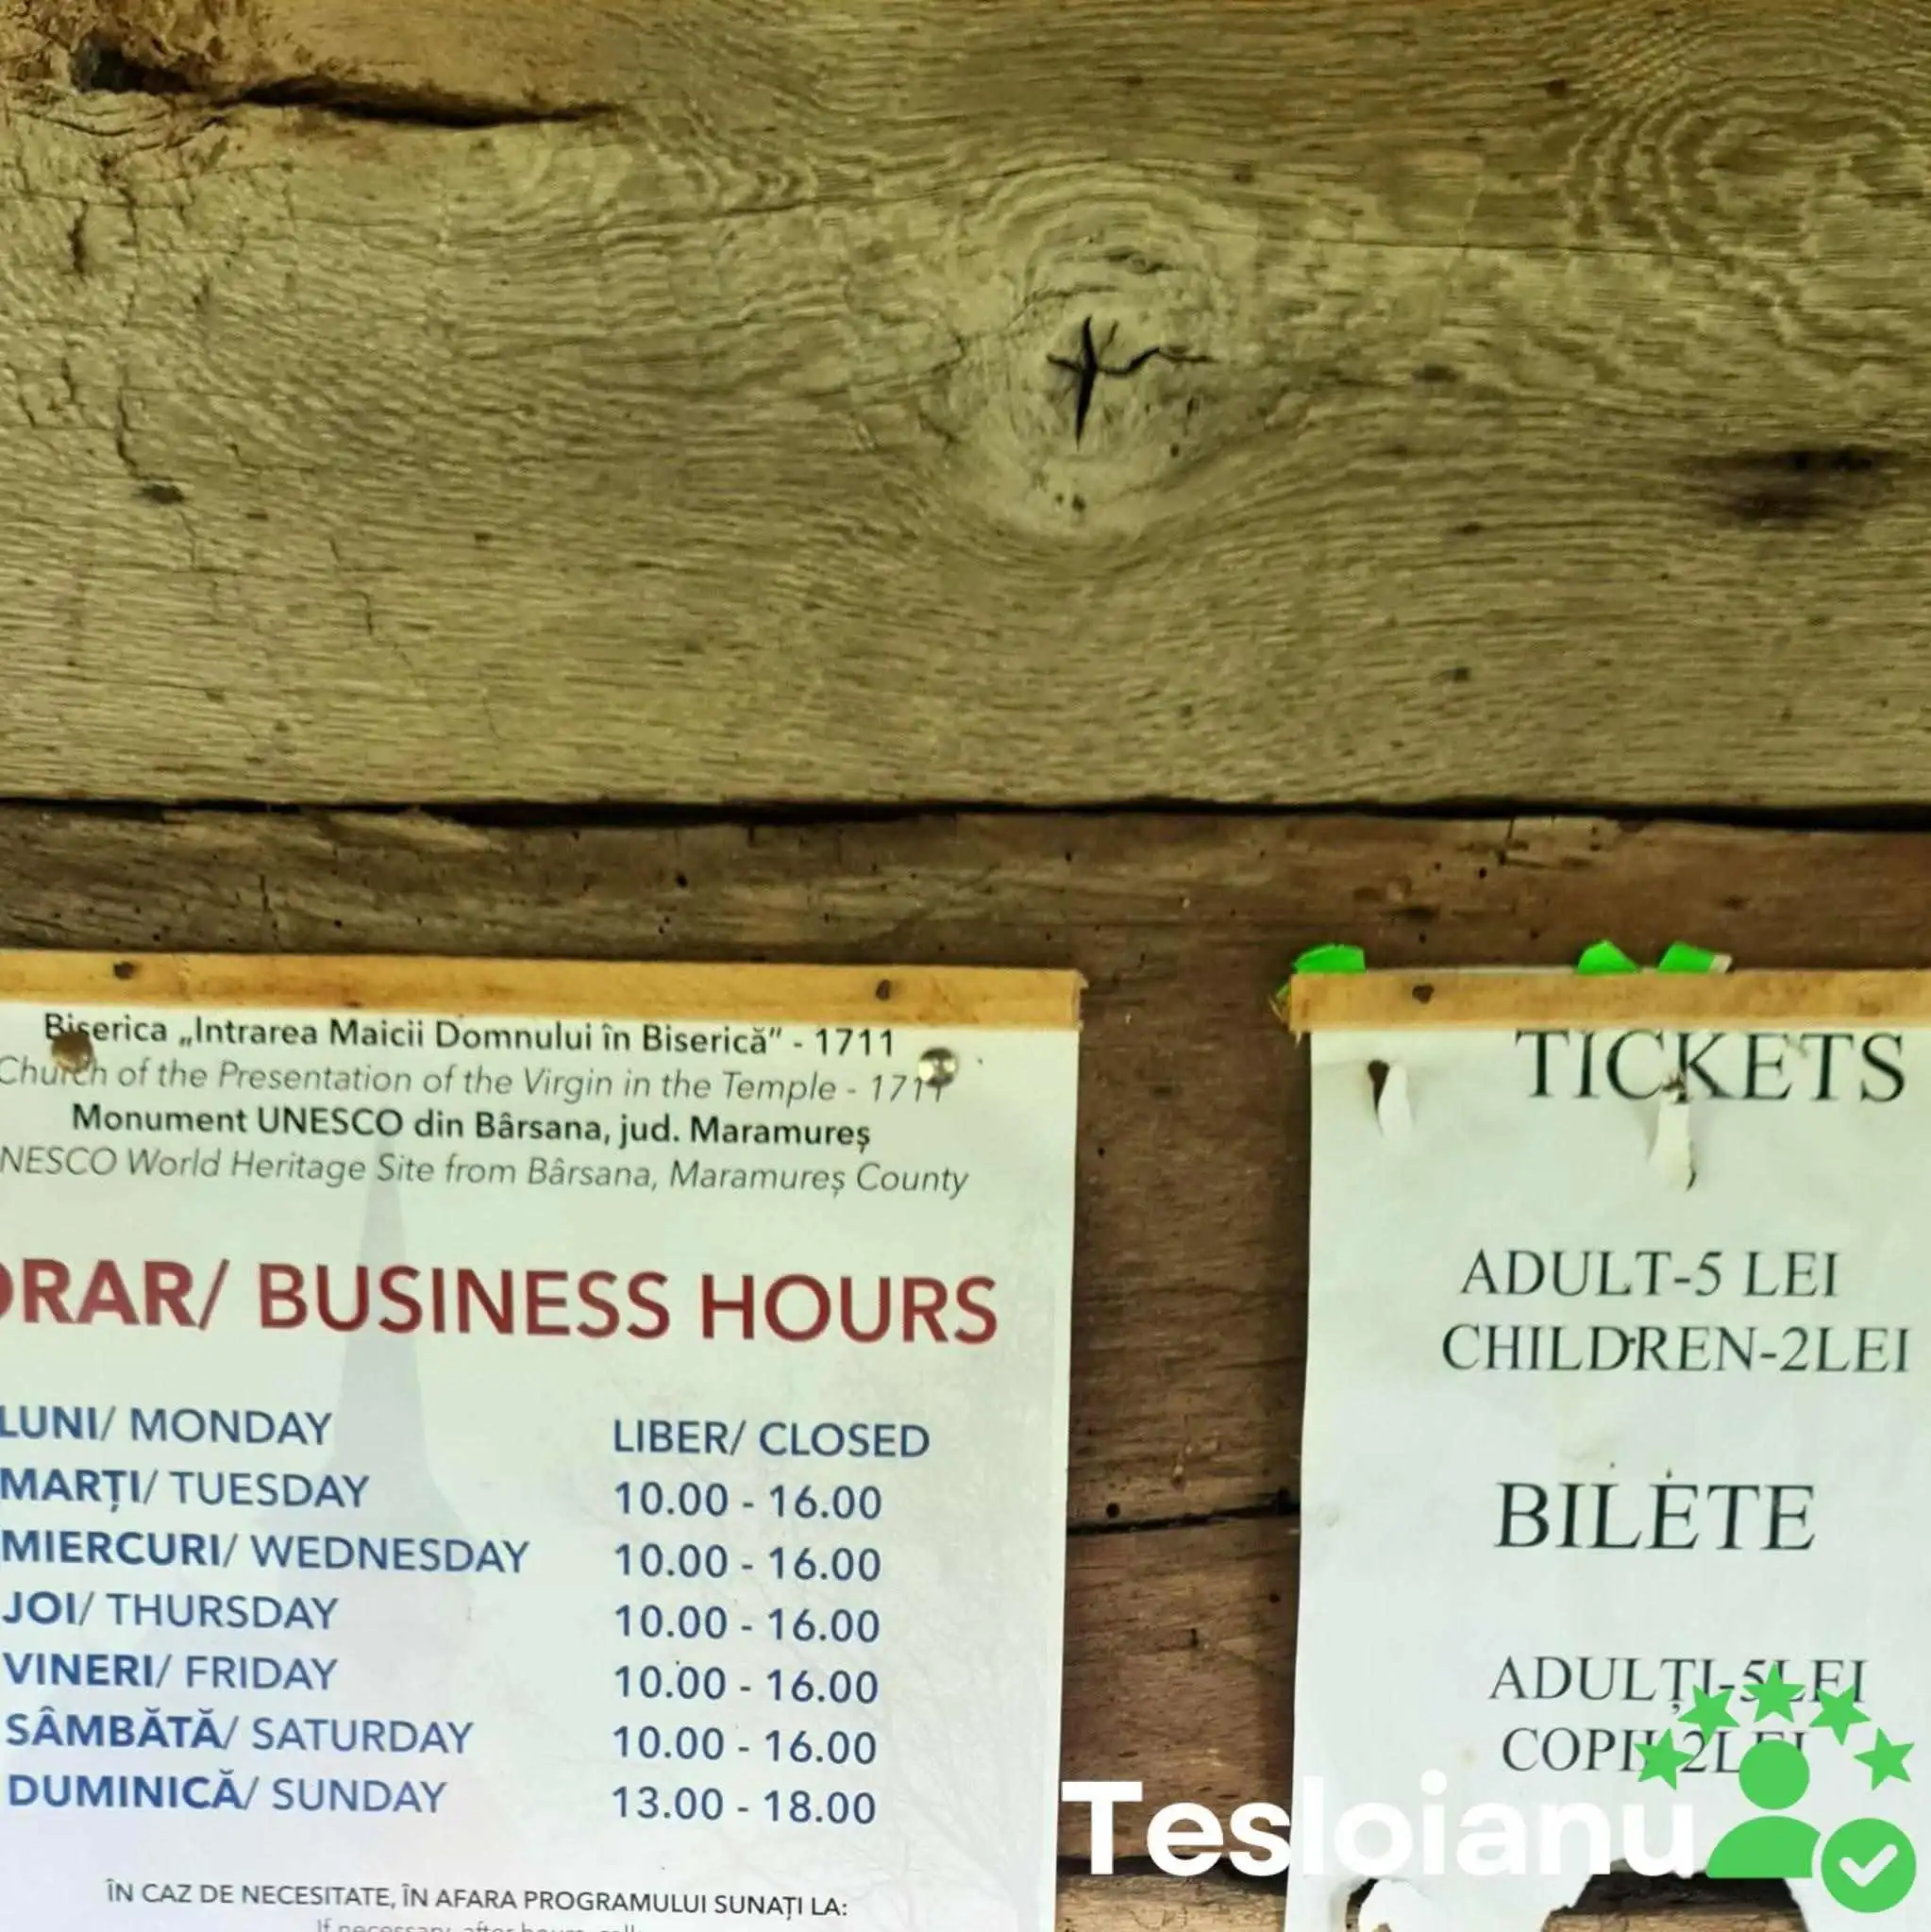 Biserica „Intrarea Maicii Domnului în Biserică” - 1711
Church of the Presentation of the Virgin in the Temple - 1711
Monument UNESCO din Bârsana, jud. Maramureș
NESCO World Heritage Site from Bârsana, Maramureș County
ORAR/ BUSINESS HOURS
LUNI/ MONDAY LIBER/ CLOSED
MARȚI/ TUESDAY 10.00 - 16.00
MIERCURI/ WEDNESDAY 10.00 - 16.00
JOI/ THURSDAY 10.00 - 16.00
VINERI/ FRIDAY 10.00 - 16.00
SÂMBĂTĂ/ SATURDAY 10.00 - 16.00
DUMINICĂ/ SUNDAY 13.00 - 18.00
ÎN CAZ DE NECESITATE, ÎN AFARA PROGRAMULUI SUNAȚI LA:
TICKETS
ADULT-5 LEI
CHILDREN-2LEI
BILETE
ADULȚI-5LEI
COPII-2LEI
Tesloianu